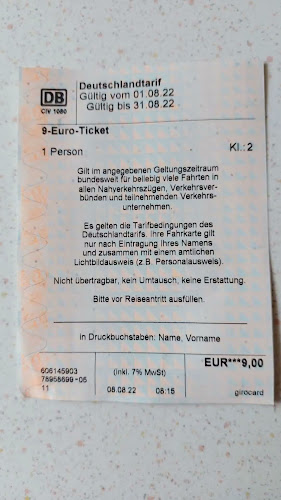 Deutschlandtarif
Gültig vom 01.08.22
Gültig bis 31.08.22
DB
CIV 1080
9-Euro-Ticket
1 Person Kl.: 2
Gilt im angegebenen Geltungszeitraum
bundesweit für beliebig viele Fahrten in
allen Nahverkehrszügen, Verkehrsver-
bünden und teilnehmenden Verkehrs-
unternehmen.
Es gelten die Tarifbedingungen des
Deutschlandtarifs. Ihre Fahrkarte gilt
nur nach Eintragung Ihres Namens
und zusammen mit einem amtlichen
Lichtbildausweis (z.B. Personalausweis).
Nicht übertragbar, kein Umtausch, keine Erstattung.
Bitte vor Reiseantritt ausfüllen.
in Druckbuchstaben: Name, Vorname
EUR***9,00
606145903 (inkl. 7% MwSt)
78958699-05
11 08.08.22 08:15 girocard